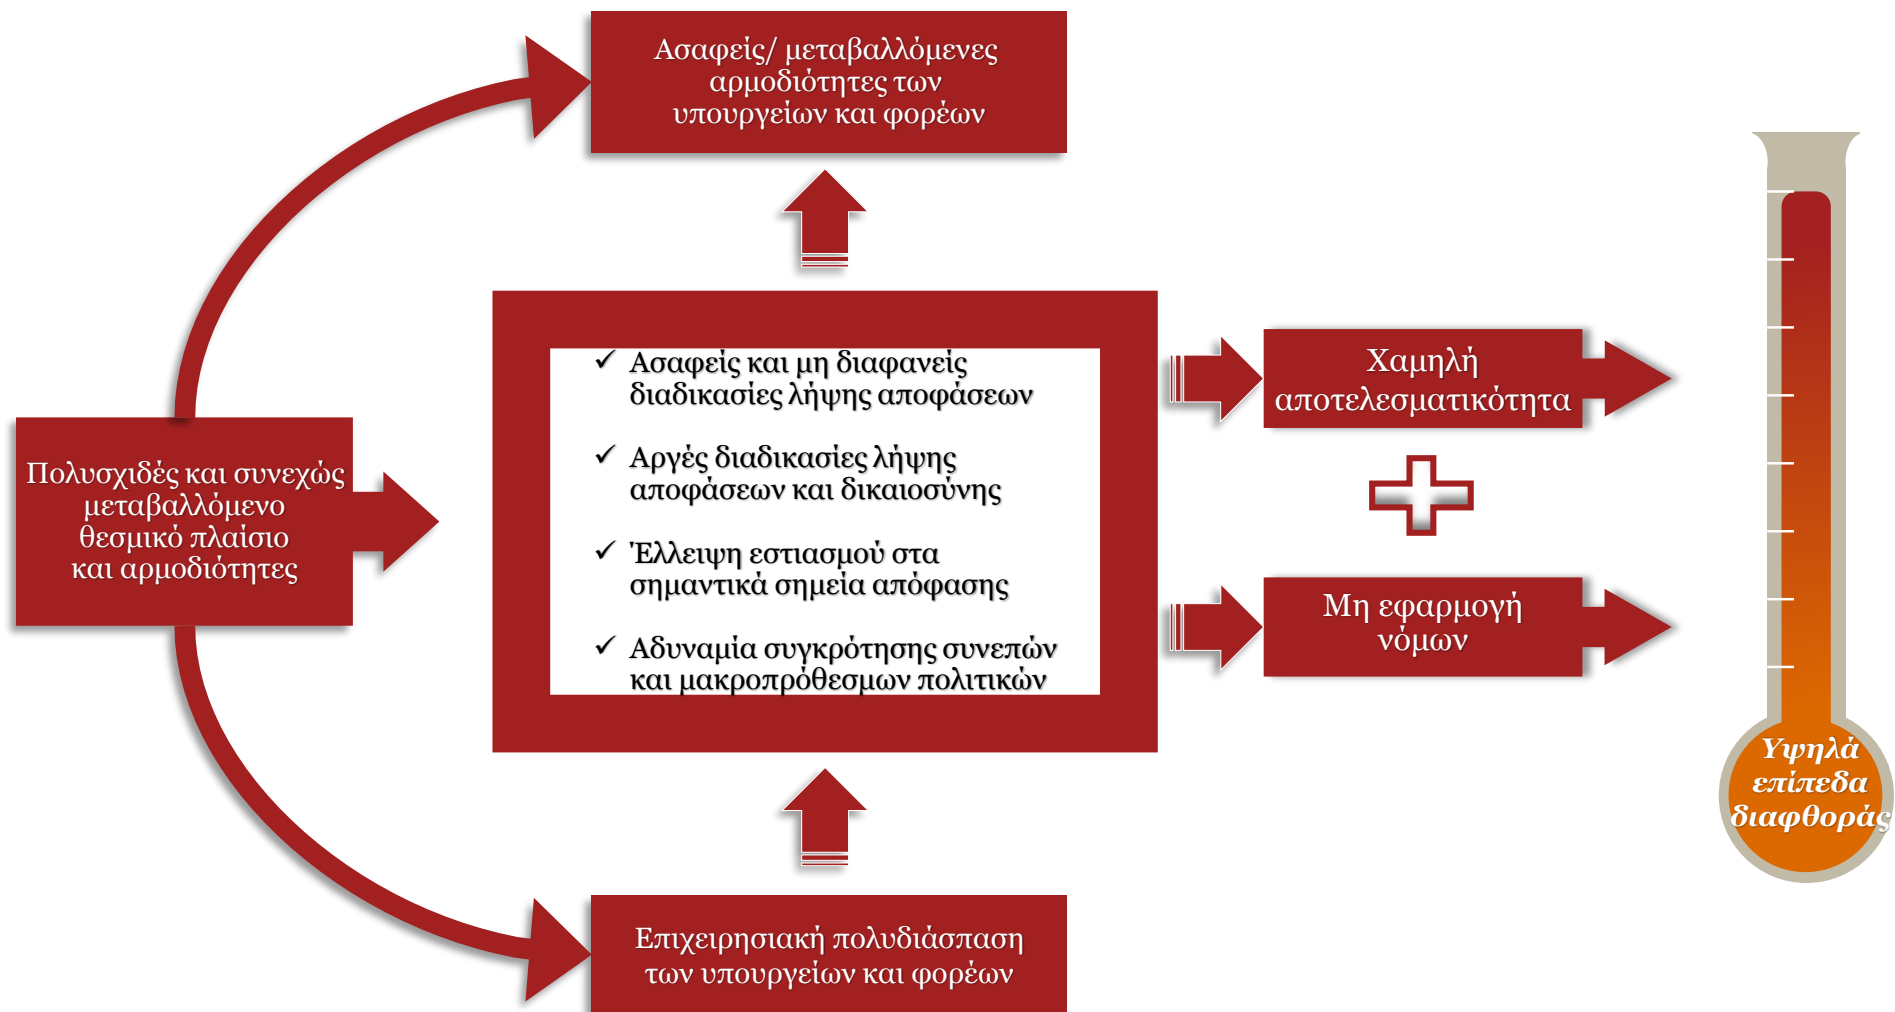 Ασαφείς/ μεταβαλλόμενες
αρμοδιότητες των
υπουργείων και φορέων
Πολυσχιδές και συνεχώς
μεταβαλλόμενο
θεσμικό πλαίσιο
και αρμοδιότητες
✓ Ασαφείς και μη διαφανείς
διαδικασίες λήψης αποφάσεων
✓ Αργές διαδικασίες λήψης
αποφάσεων και δικαιοσύνης
✓ Έλλειψη εστιασμού στα
σημαντικά σημεία απόφασης
✓ Αδυναμία συγκρότησης συνεπών
και μακροπρόθεσμων πολιτικών
Χαμηλή
αποτελεσματικότητα
Μη εφαρμογή
νόμων
Υψηλά
επίπεδα
διαφθοράς
Επιχειρησιακή πολυδιάσπαση
των υπουργείων και φορέων